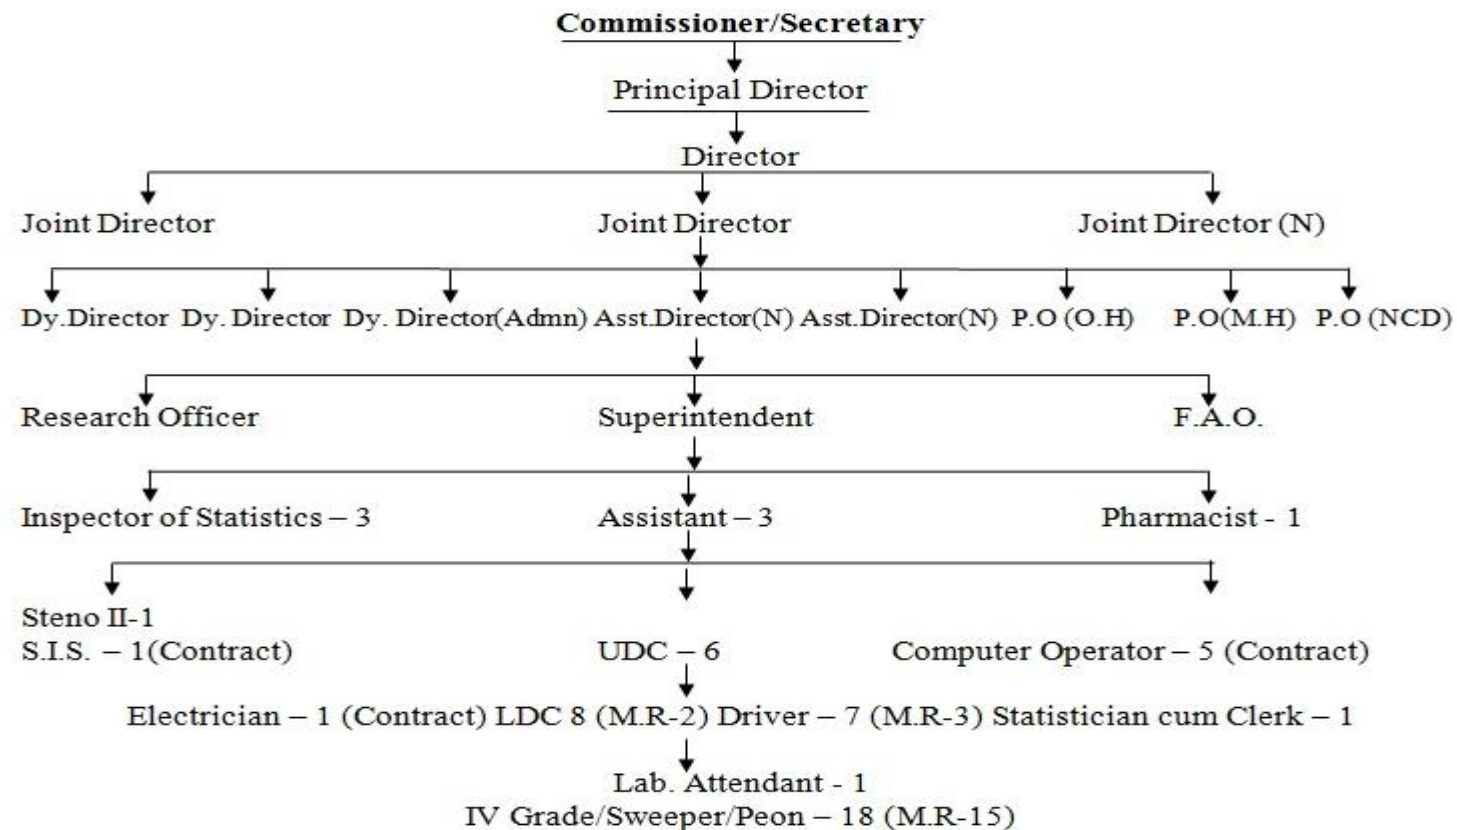 Commissioner/Secretary
Principal Director
Director
Joint Director Joint Director Joint Director (N)
Dy.Director Dy. Director Dy. Director(Admn) Asst.Director(N) Asst.Director(N) P.O (O.H) P.O(M.H) P.O (NCD)
Research Officer Superintendent F.A.O.
Inspector of Statistics – 3 Assistant – 3 Pharmacist - 1
Steno II-1
S.I.S. – 1(Contract) UDC – 6 Computer Operator – 5 (Contract)
Electrician – 1 (Contract) LDC 8 (M.R-2) Driver – 7 (M.R-3) Statistician cum Clerk – 1
Lab. Attendant - 1
IV Grade/Sweeper/Peon – 18 (M.R-15)